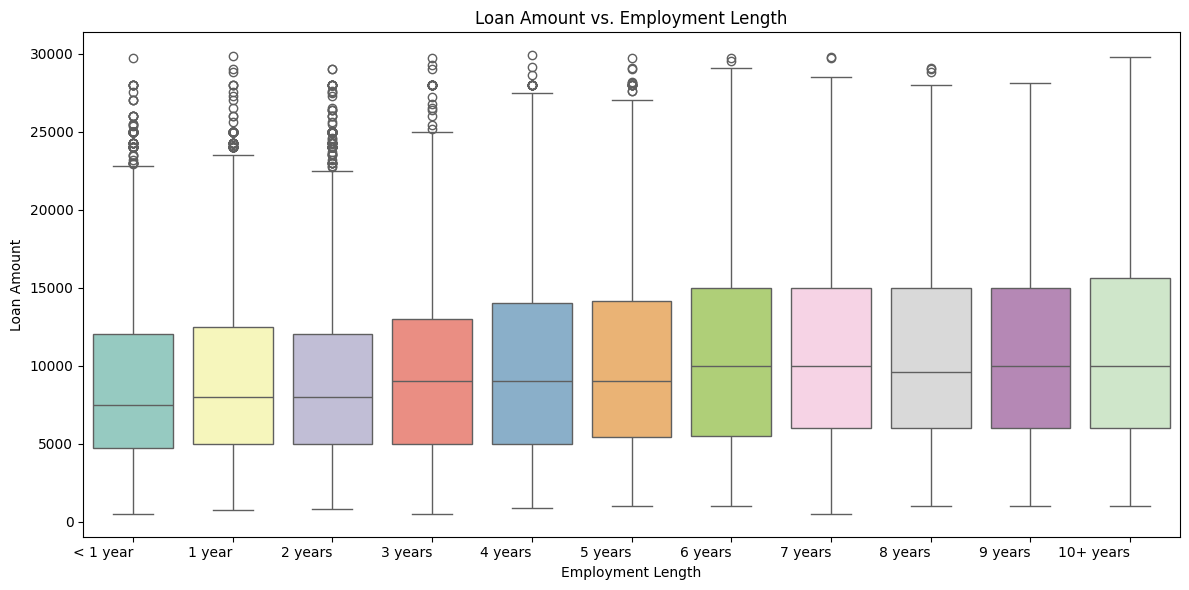 Loan Amount vs. Employment Length
Loan Amount
30000
25000
20000
15000
10000
5000
0
< 1 year
1 year
2 years
3 years
4 years
5 years
6 years
7 years
8 years
9 years
10+ years
Employment Length